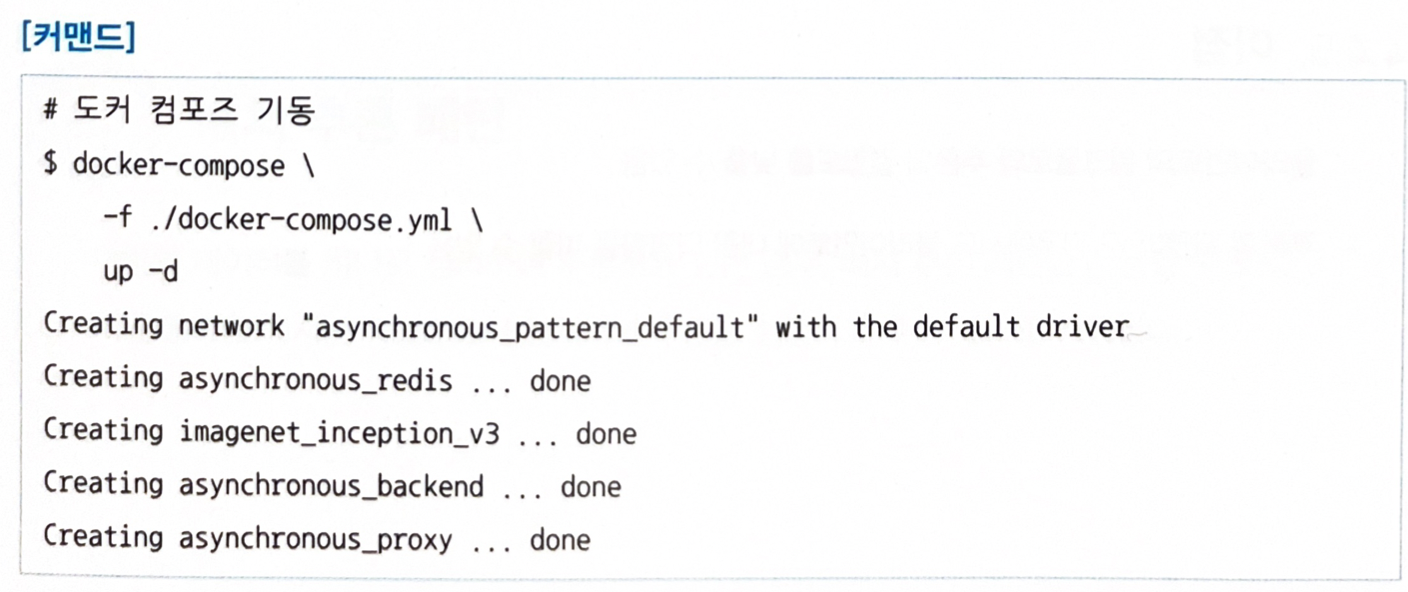 [커맨드]
# 도커 컴포즈 기동
$ docker-compose \
-f ./docker-compose.yml \
up -d
Creating network "asynchronous_pattern_default" with the default driver
Creating asynchronous_redis ... done
Creating imagenet_inception_v3 ... done
Creating asynchronous_backend ... done
Creating asynchronous_proxy ... done